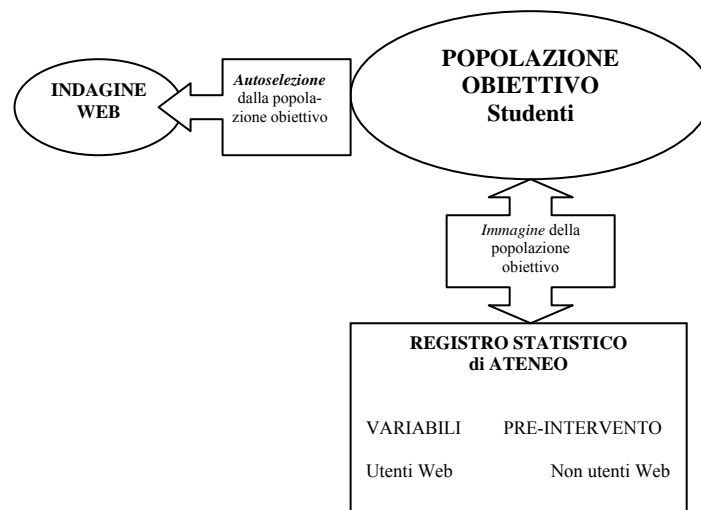 INDAGINE
WEB
Autoselezione
dalla popola-
zione obiettivo
POPOLAZIONE
OBIETTIVO
Studenti
Immagine della
popolazione
obiettivo
REGISTRO STATISTICO
di ATENEO
VARIABILI PRE-INTERVENTO
Utenti Web Non utenti Web